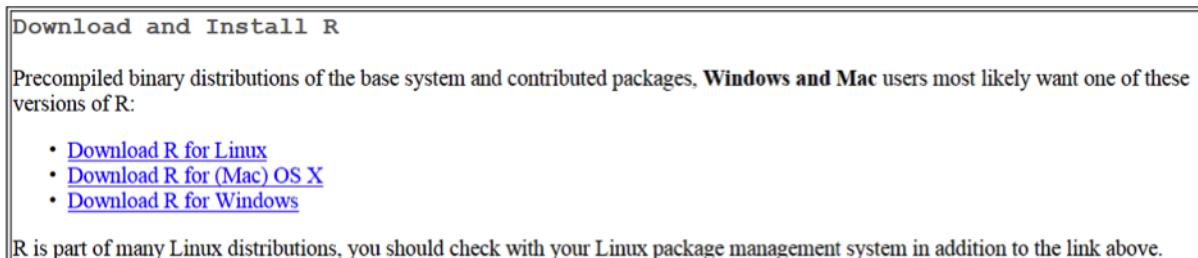 Download and Install R
Precompiled binary distributions of the base system and contributed packages, Windows and Mac users most likely want one of these
versions of R:
• Download R for Linux
• Download R for (Mac) OS X
• Download R for Windows
R is part of many Linux distributions, you should check with your Linux package management system in addition to the link above.